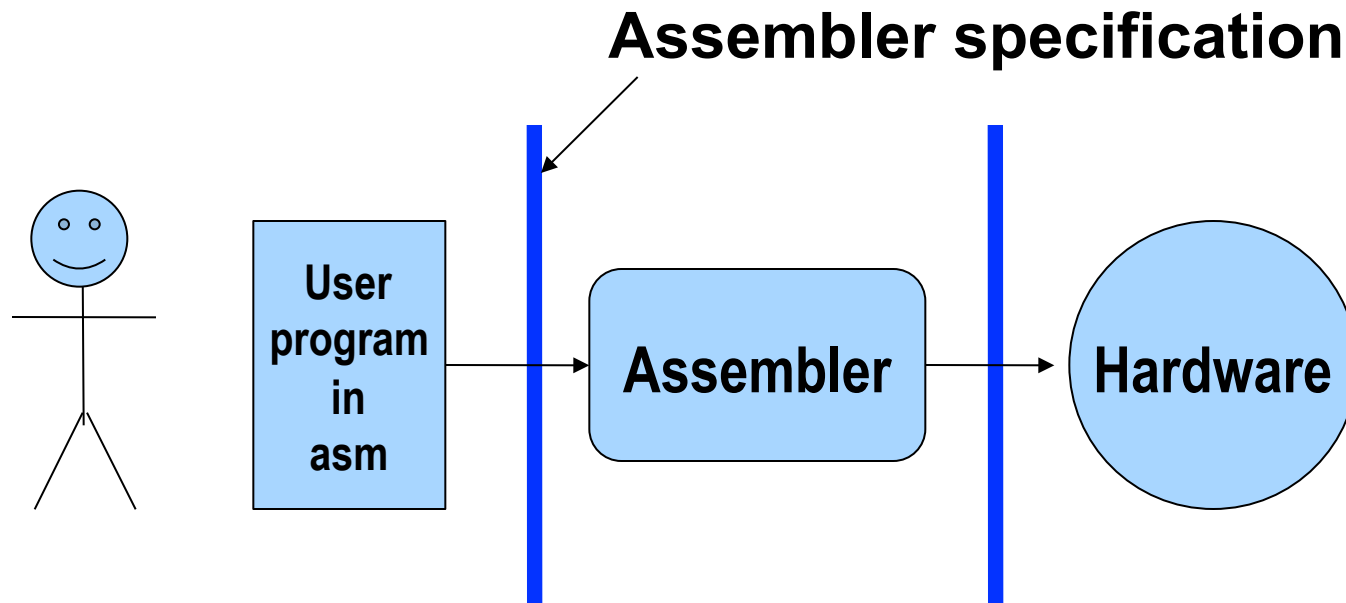 Assembler specification
User
program
in
asm
Assembler
Hardware